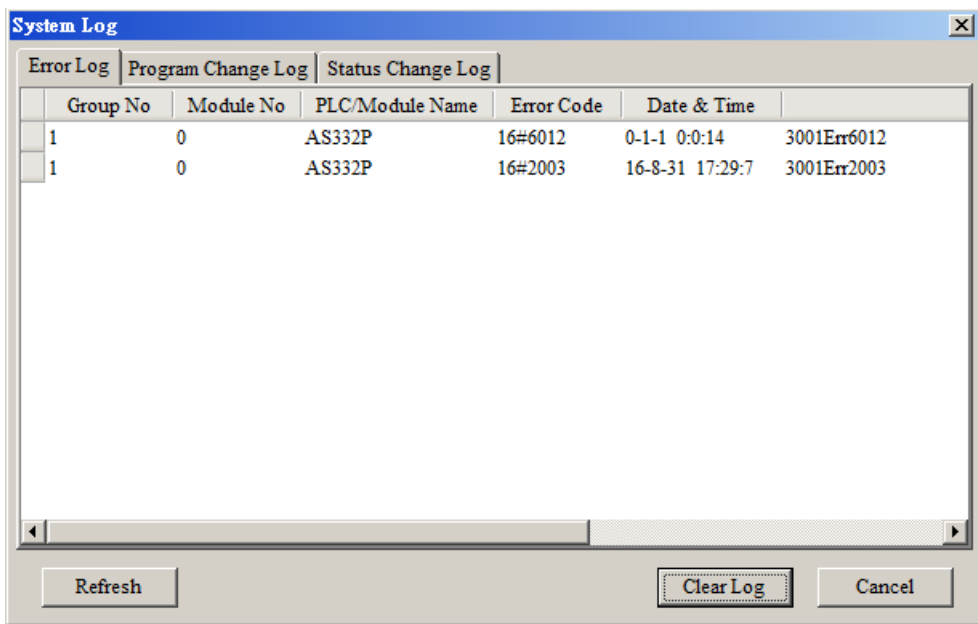 System Log
Error Log Program Change Log Status Change Log
Group No Module No PLC/Module Name Error Code Date & Time
1 0 AS332P 16#6012 0-1-1 0:0:14 3001Err6012
1 0 AS332P 16#2003 16-8-31 17:29:7 3001Err2003
Refresh Clear Log Cancel